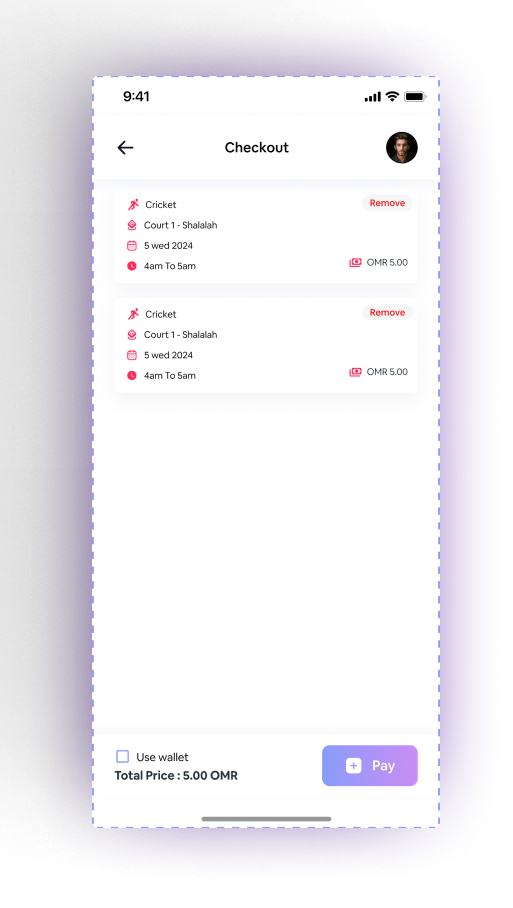 9:41
Checkout
Cricket
Remove
Court 1 - Shalalah
5 wed 2024
4am To 5am
OMR 5.00
Cricket
Remove
Court 1 - Shalalah
5 wed 2024
4am To 5am
OMR 5.00
Use wallet
Total Price : 5.00 OMR
Pay